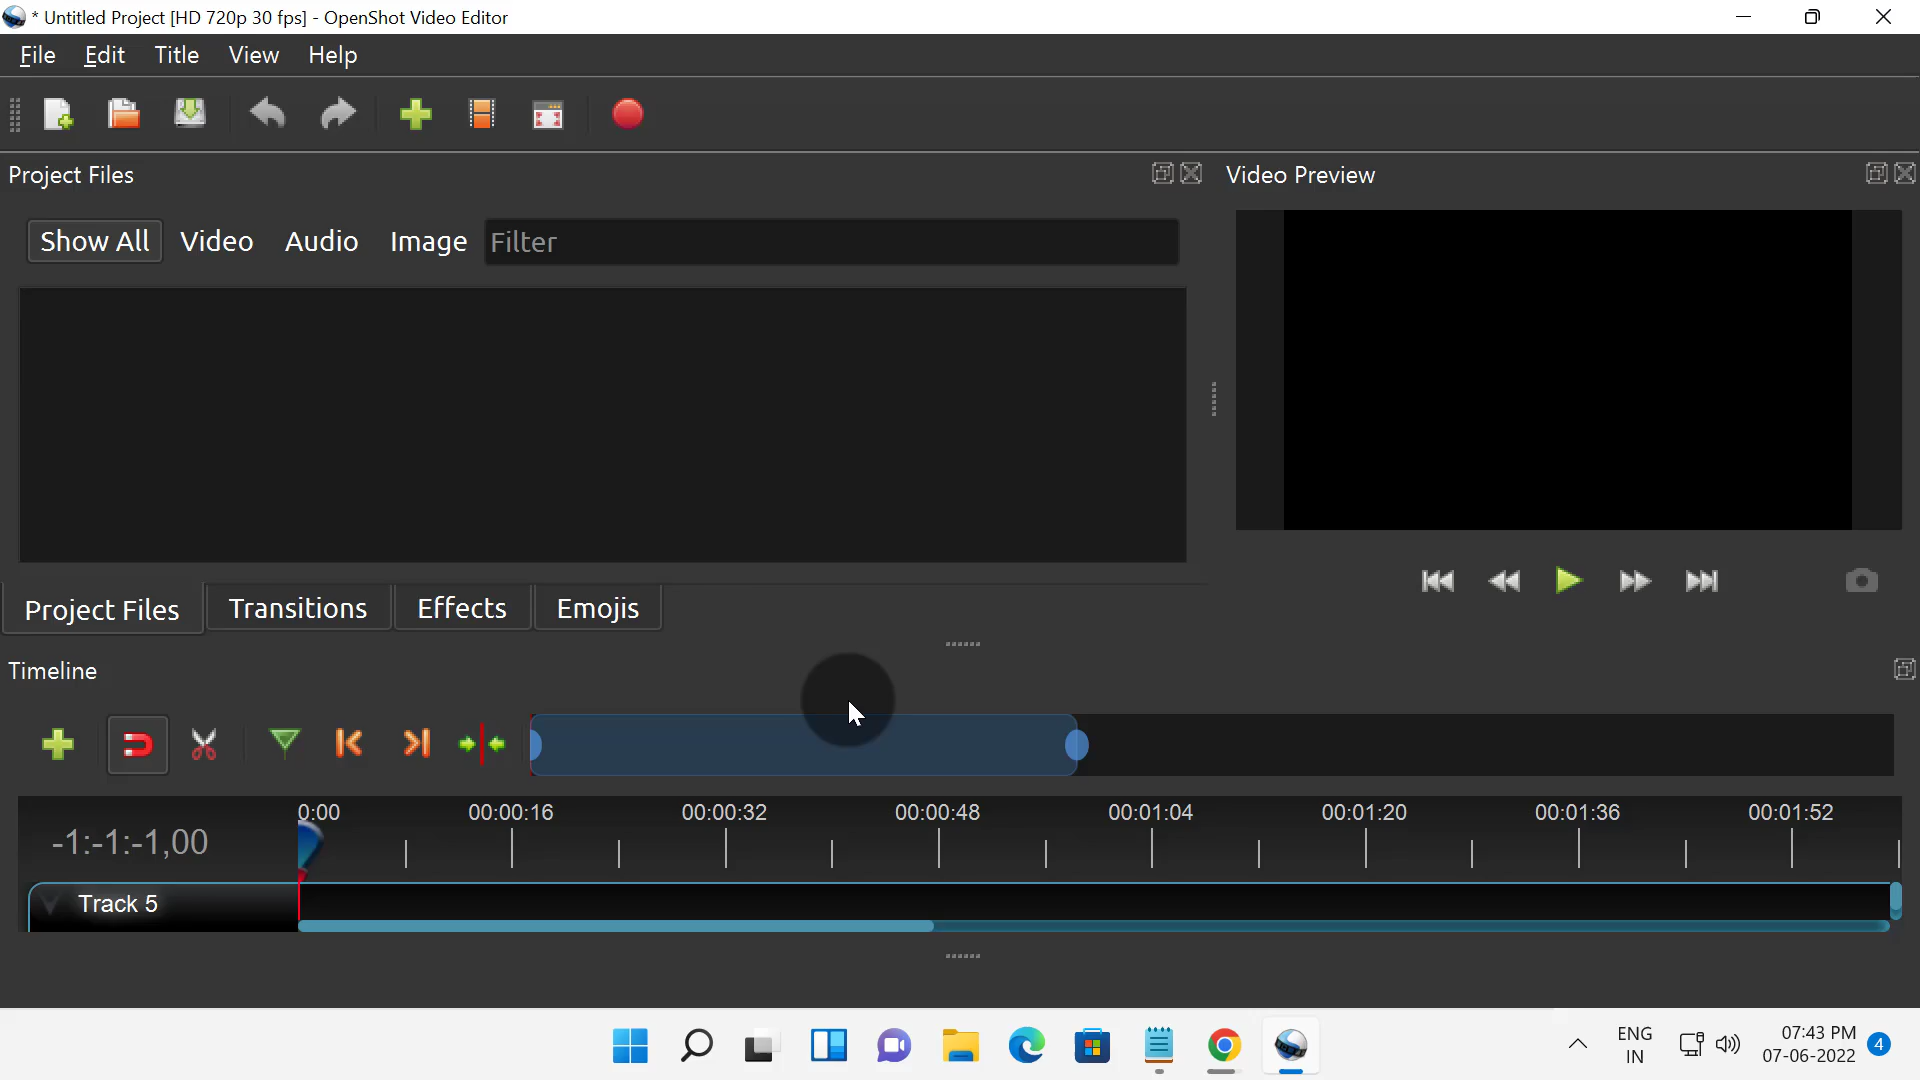 * Untitled Project [HD 720p 30 fps] - OpenShot Video Editor
File Edit Title View Help
Project Files
Video Preview
Show All Video Audio Image Filter
Project Files Transitions Effects Emojis
Timeline
0:00 00:00:16 00:00:32 00:00:48 00:01:04 00:01:20 00:01:36 00:01:52
-1:-1:-1,00
Track 5
ENG
IN
07:43 PM
07-06-2022
4